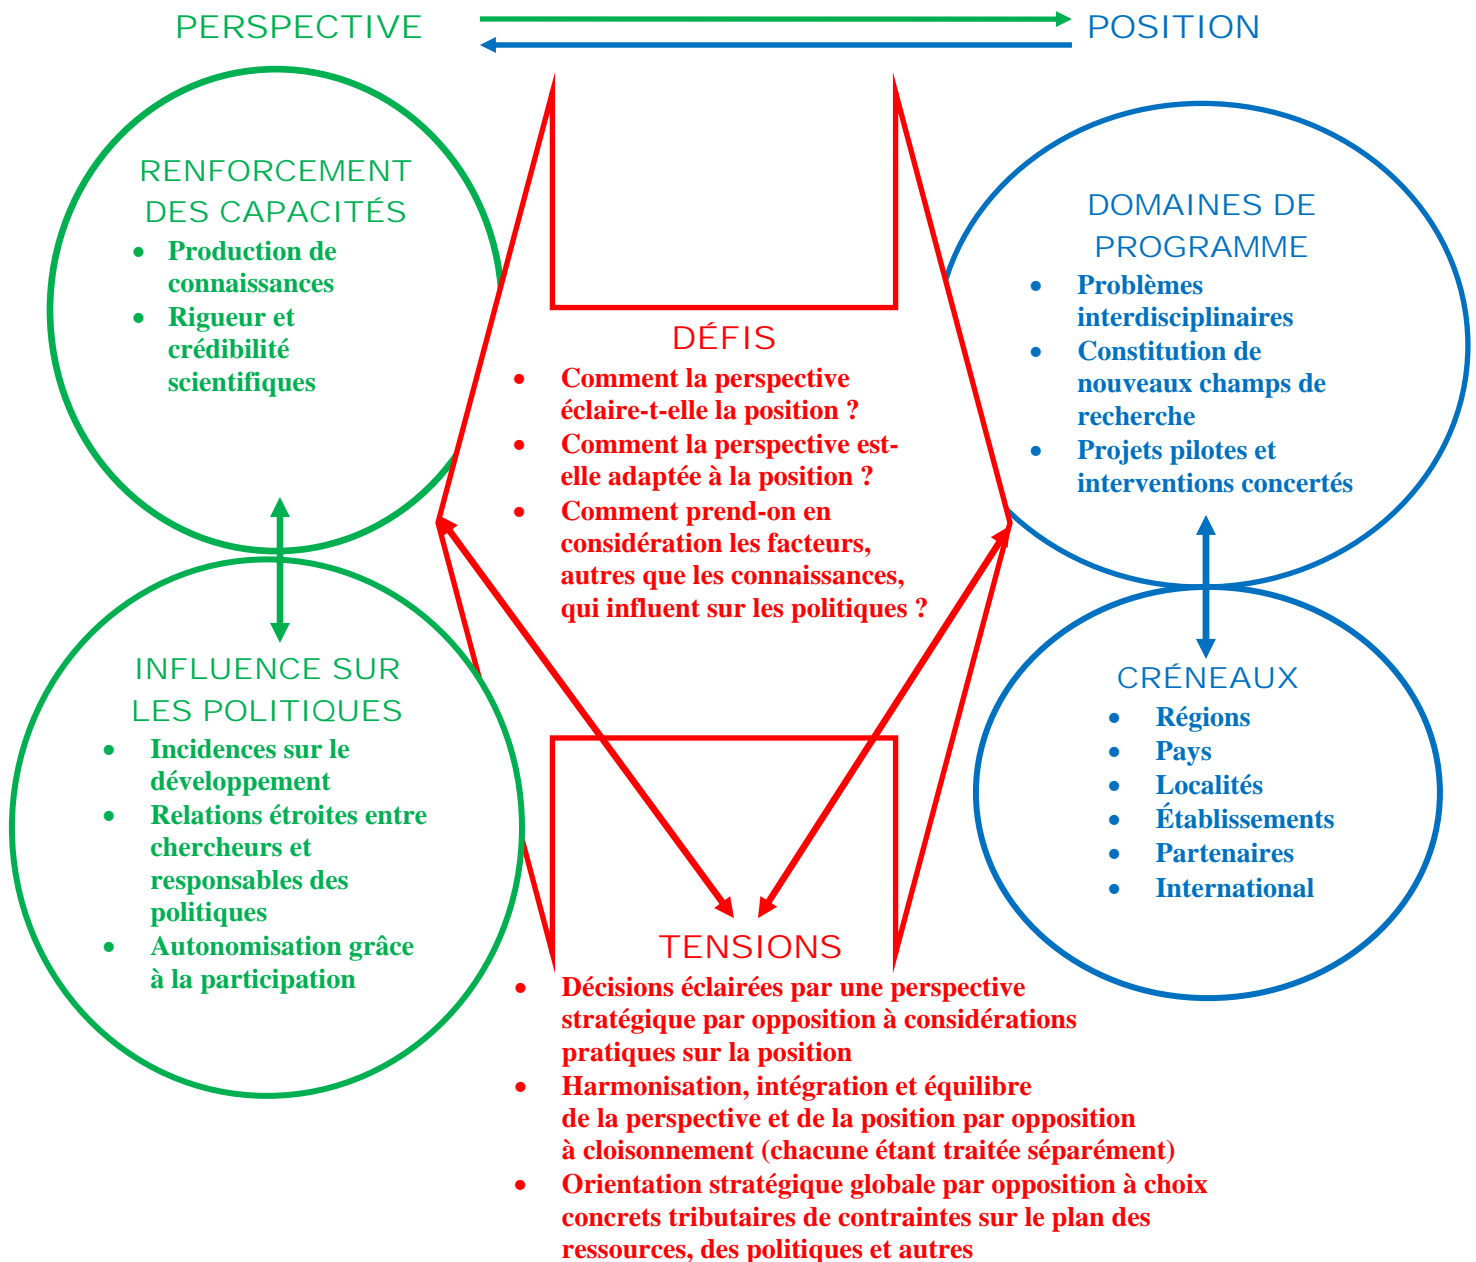 PERSPECTIVE
POSITION
RENFORCEMENT
DES CAPACITÉS
• Production de
connaissances
• Rigueur et
crédibilité
scientifiques
INFLUENCE SUR
LES POLITIQUES
• Incidences sur le
développement
• Relations étroites entre
chercheurs et
responsables des
politiques
• Autonomisation grâce
à la participation
DÉFIS
• Comment la perspective
éclaire-t-elle la position ?
• Comment la perspective est-
elle adaptée à la position ?
• Comment prend-on en
considération les facteurs,
autres que les connaissances,
qui influent sur les politiques ?
TENSIONS
• Décisions éclairées par une perspective
stratégique par opposition à considérations
pratiques sur la position
• Harmonisation, intégration et équilibre
de la perspective et de la position par opposition
à cloisonnement (chacune étant traitée séparément)
• Orientation stratégique globale par opposition à choix
concrets tributaires de contraintes sur le plan des
ressources, des politiques et autres
DOMAINES DE
PROGRAMME
• Problèmes
interdisciplinaires
• Constitution de
nouveaux champs de
recherche
• Projets pilotes et
interventions concertés
CRÉNEAUX
• Régions
• Pays
• Localités
• Établissements
• Partenaires
• International